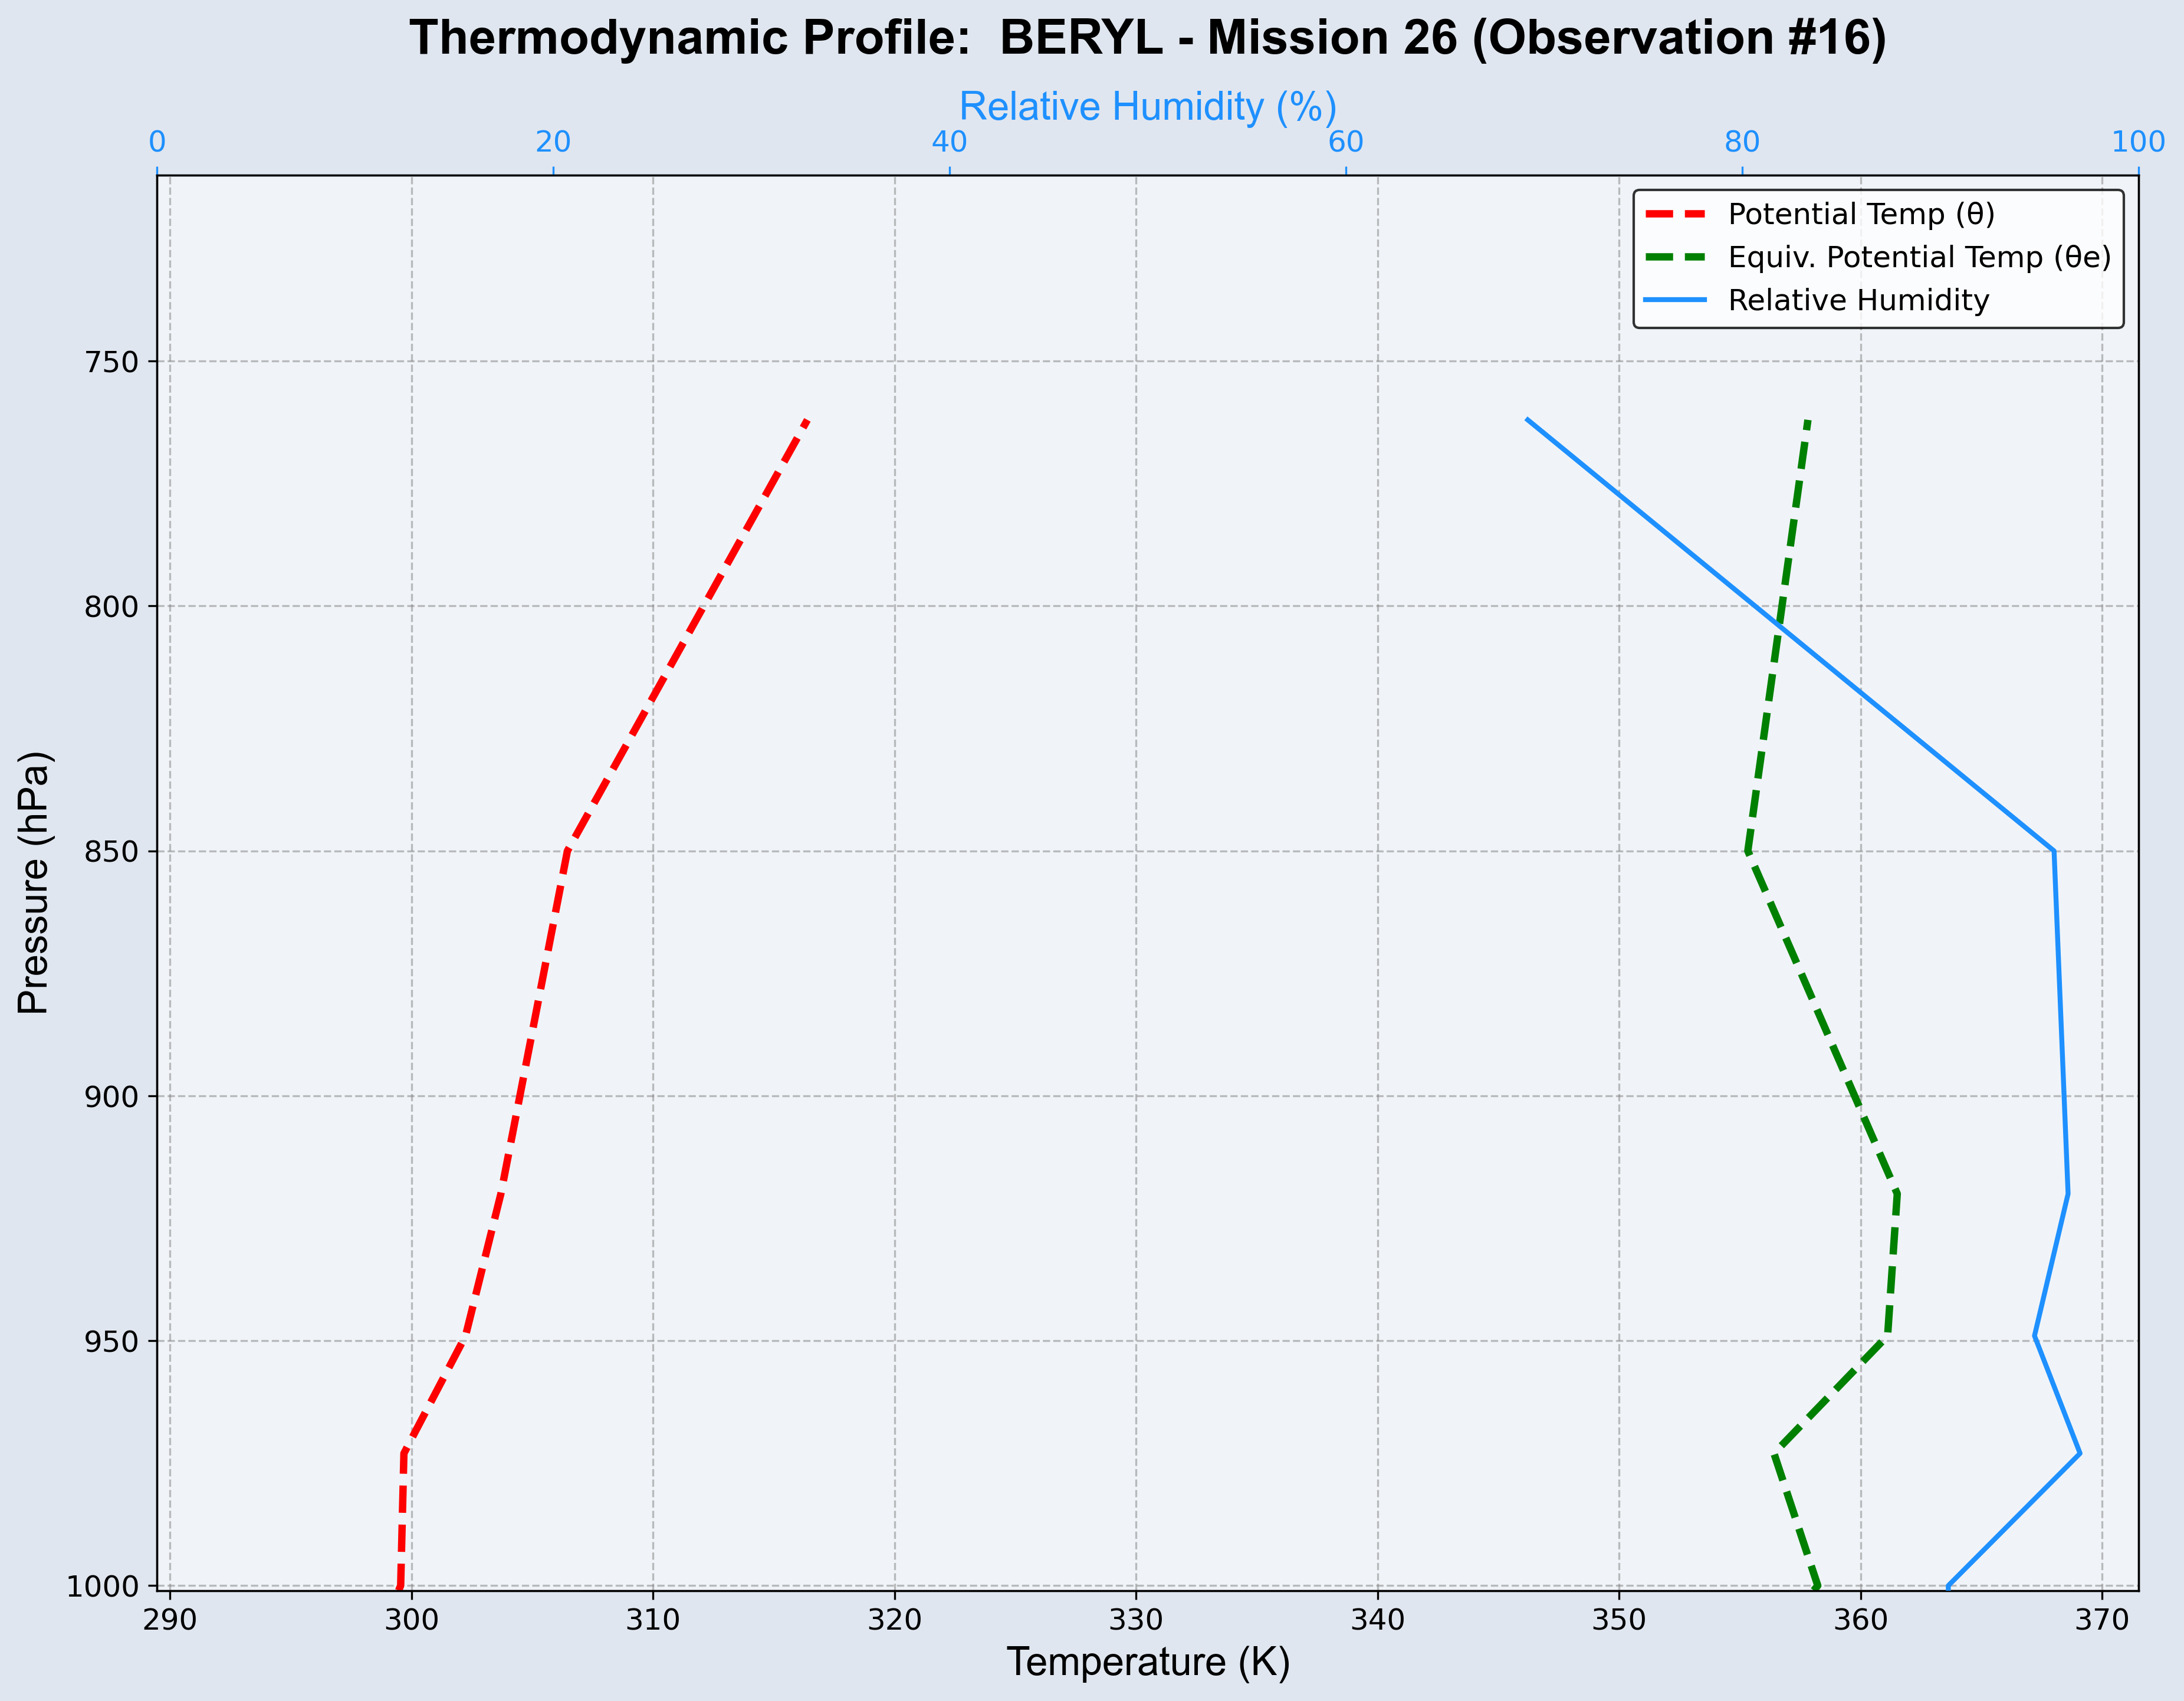 Thermodynamic Profile:  BERYL - Mission 26 (Observation #16)
Relative Humidity (%)
0 20 40 60 80 100
Potential Temp (θ)
Equiv. Potential Temp (θe)
Relative Humidity
Pressure (hPa)
750
800
850
900
950
1000
290 300 310 320 330 340 350 360 370
Temperature (K)